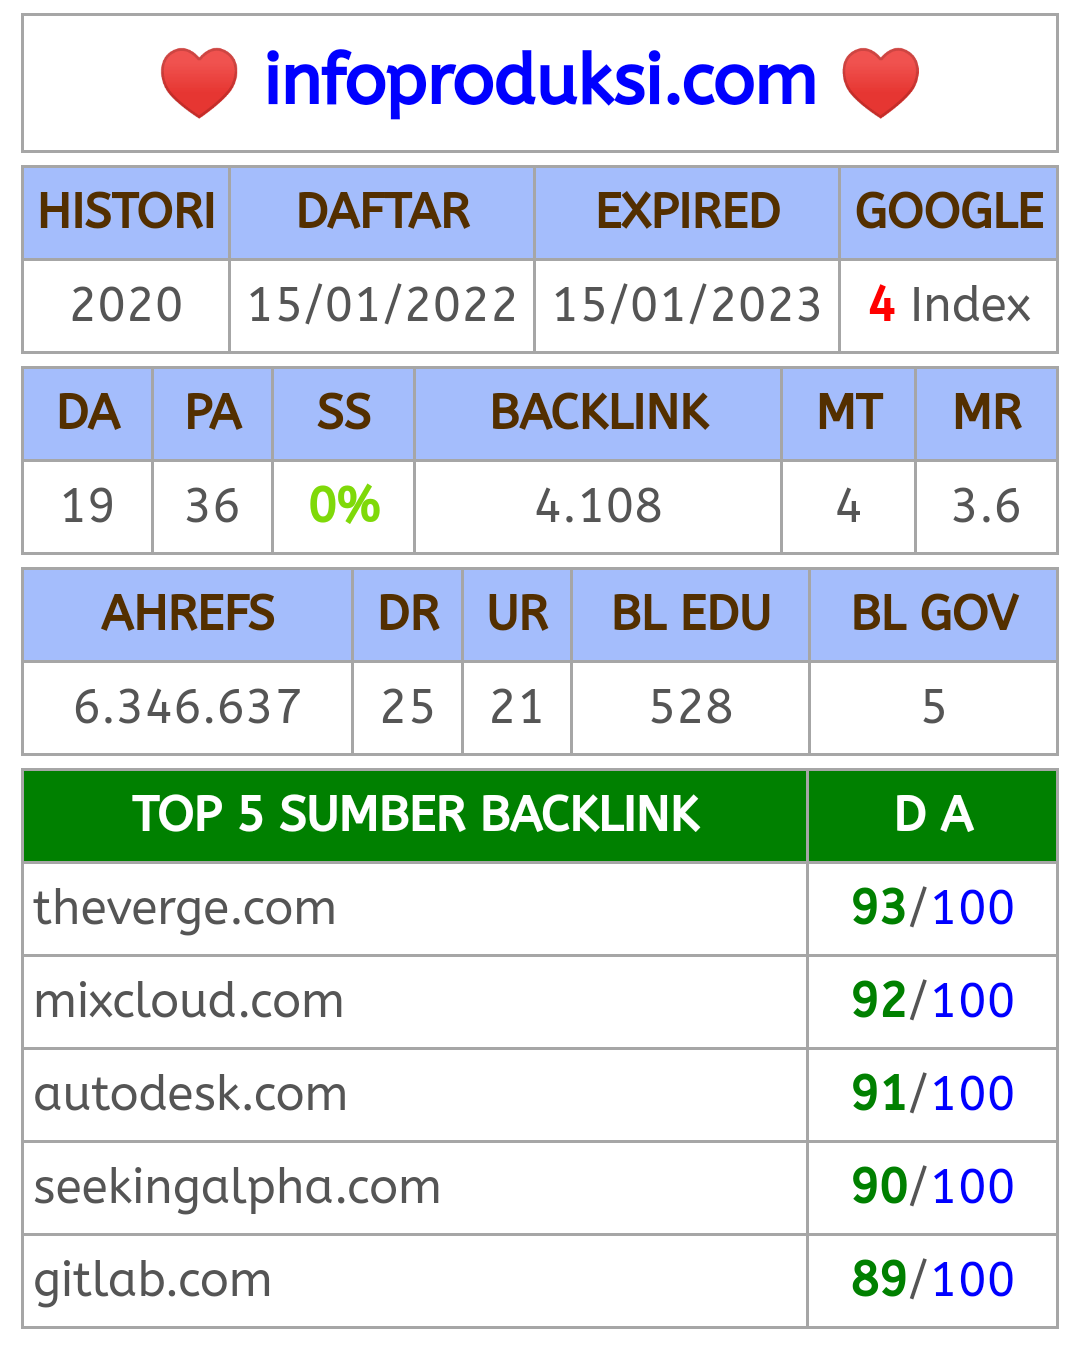 infoproduksi.com
HISTORI DAFTAR EXPIRED GOOGLE
2020 15/01/2022 15/01/2023 4 Index
DA PA SS BACKLINK MT MR
19 36 0% 4.108 4 3.6
AHREFS DR UR BL EDU BL GOV
6.346.637 25 21 528 5
TOP 5 SUMBER BACKLINK D A
theverge.com 93/100
mixcloud.com 92/100
autodesk.com 91/100
seekingalpha.com 90/100
gitlab.com 89/100